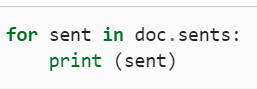 for sent in doc.sents:
    print (sent)